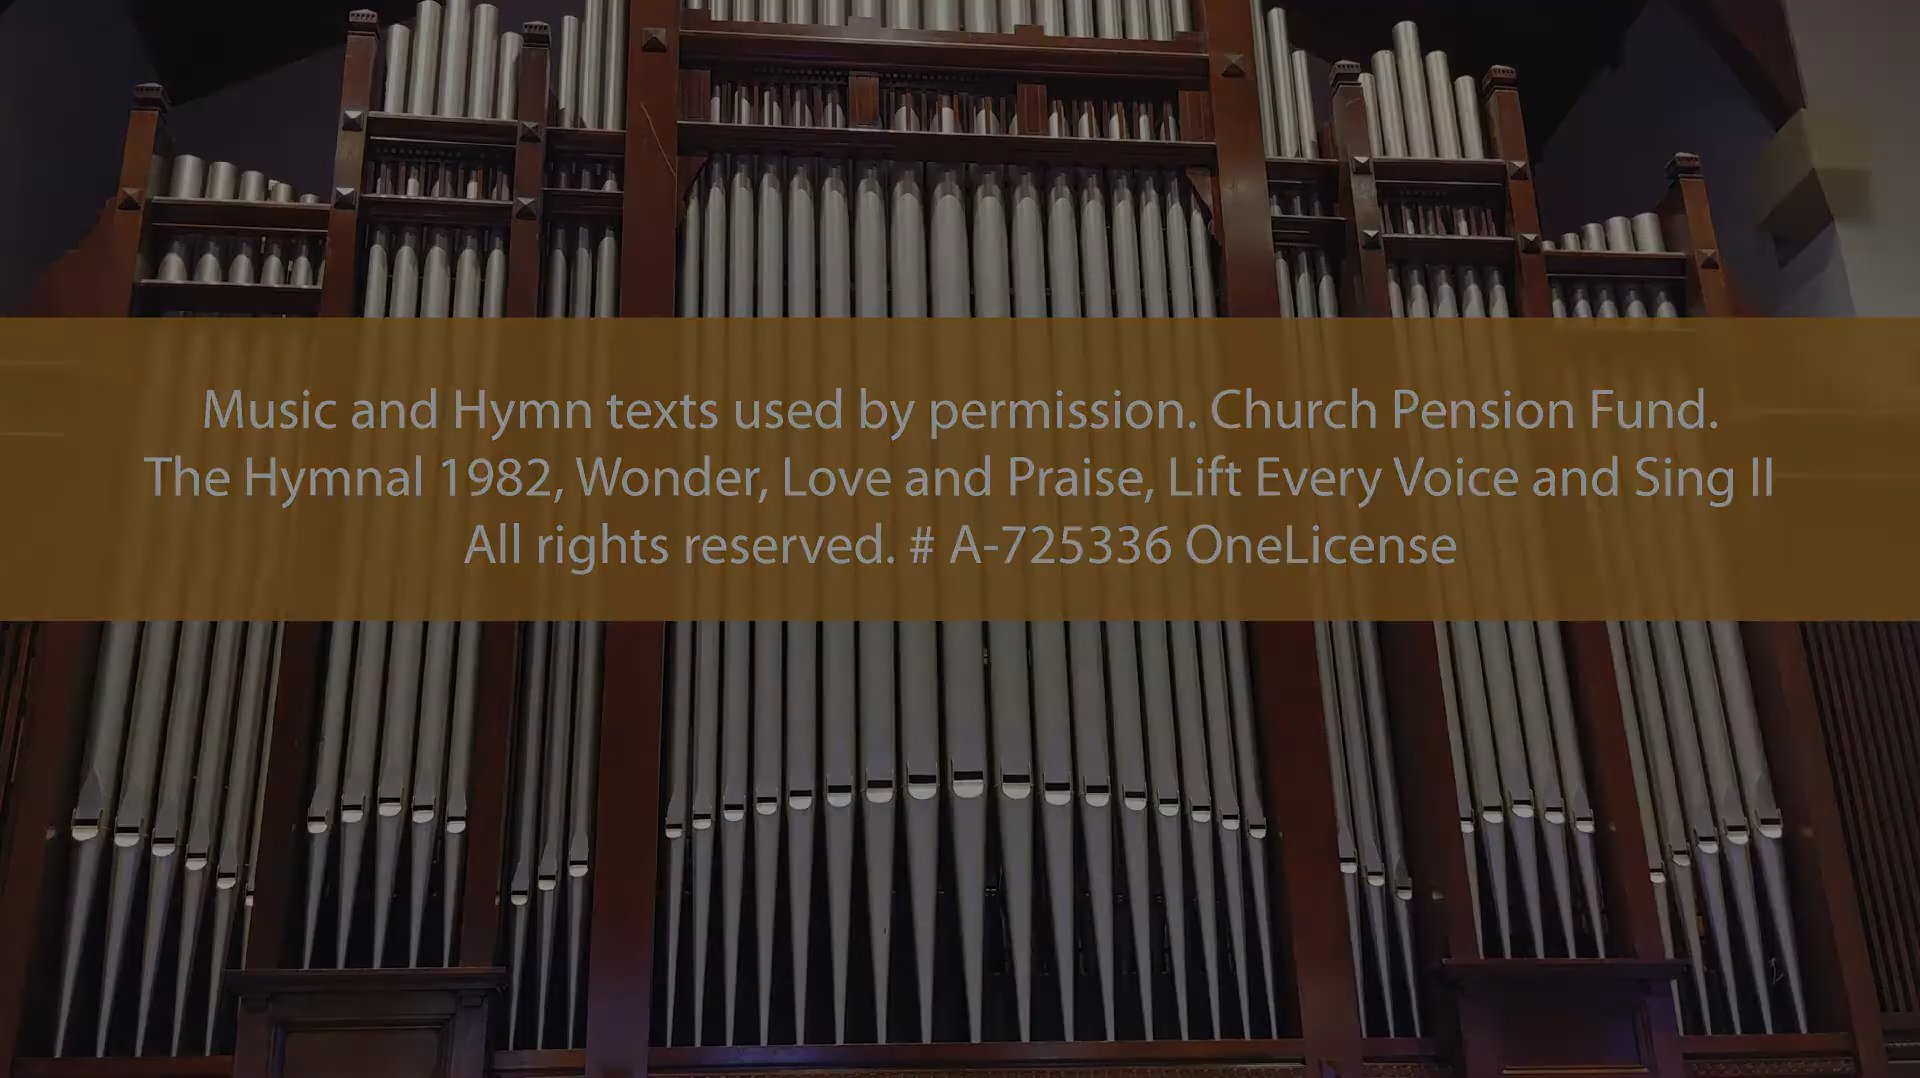 Music and Hymn texts used by permission. Church Pension Fund.
The Hymnal 1982, Wonder, Love and Praise, Lift Every Voice and Sing II
All rights reserved. # A-725336 OneLicense